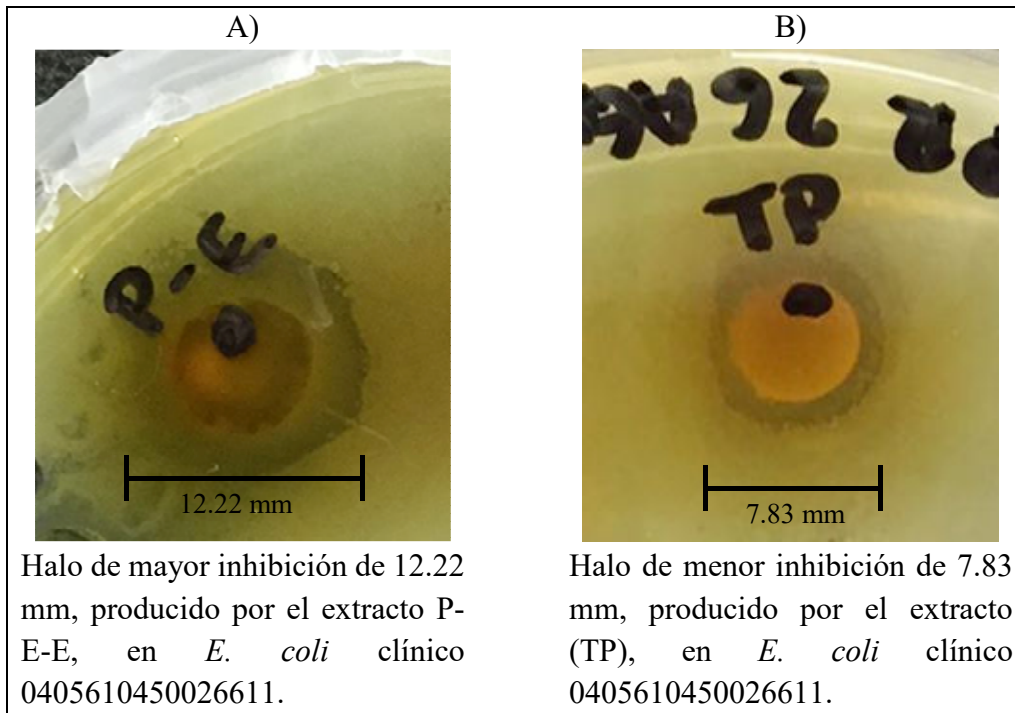 A)
B)
P-E
26
TP
12.22 mm
7.83 mm
Halo de mayor inhibición de 12.22
mm, producido por el extracto P-
E-E, en E. coli clínico
0405610450026611.
Halo de menor inhibición de 7.83
mm, producido por el extracto
(TP), en E. coli clínico
0405610450026611.